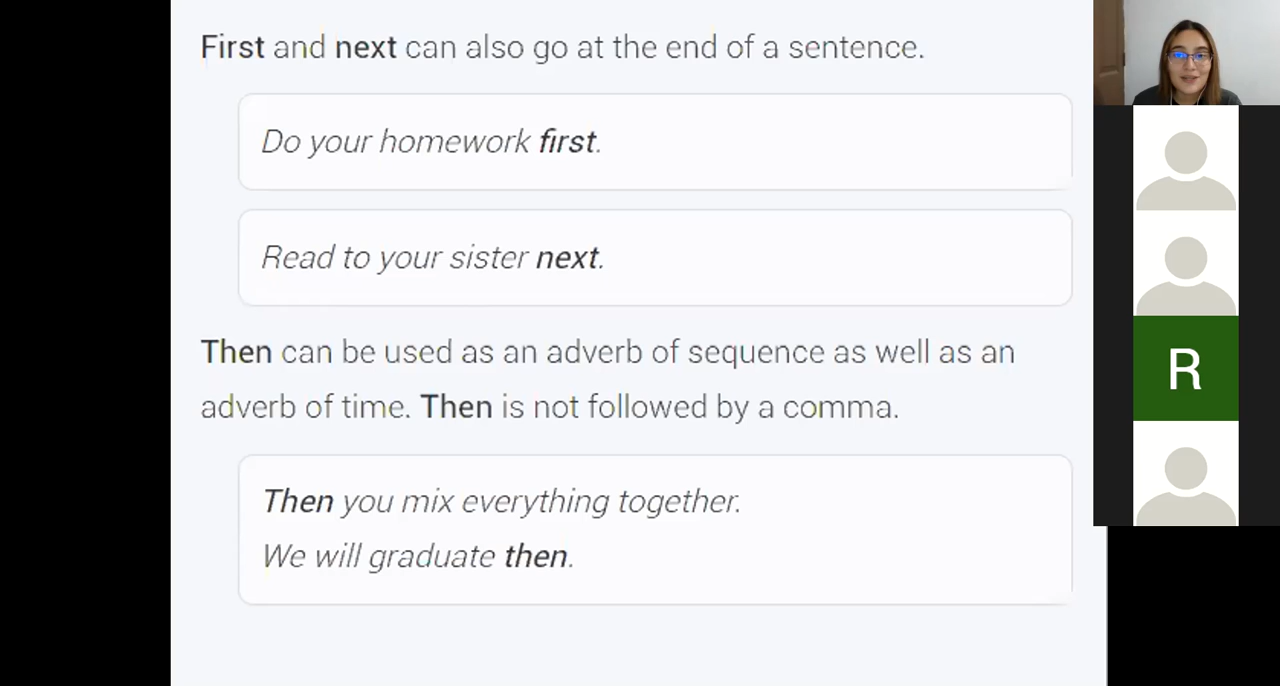 First and next can also go at the end of a sentence.
Do your homework first.
Read to your sister next.
Then can be used as an adverb of sequence as well as an
adverb of time. Then is not followed by a comma.
Then you mix everything together.
We will graduate then.
R